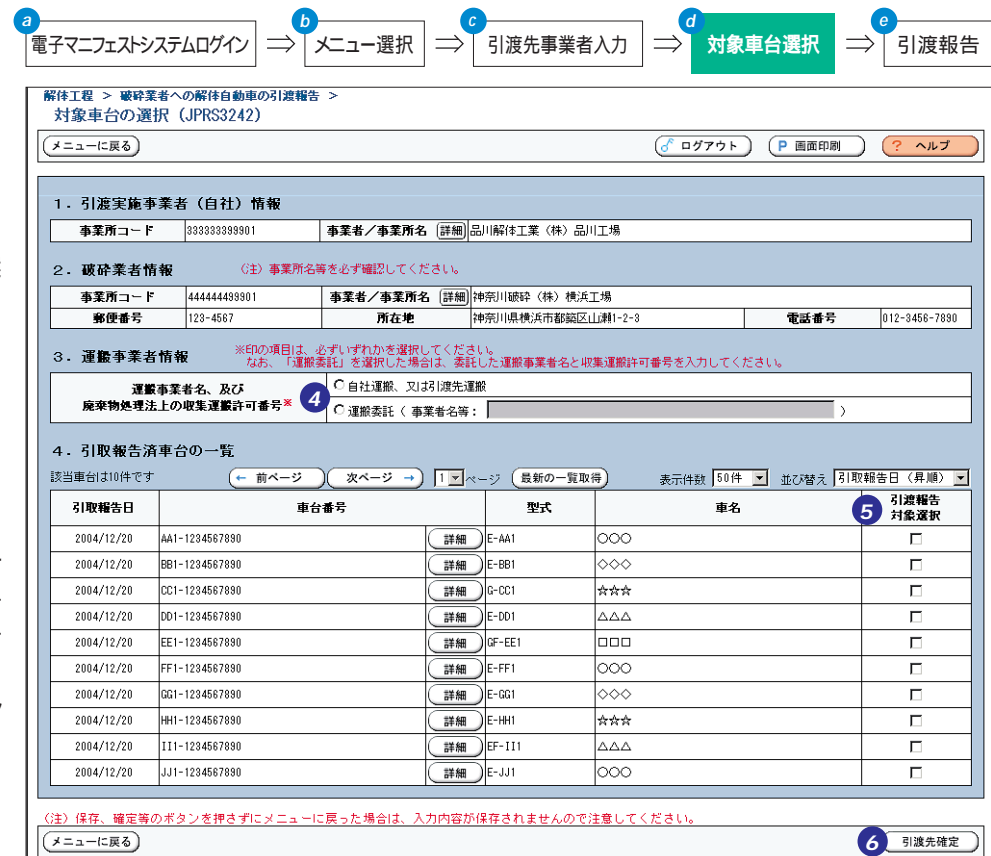 a b c d e
電子マニフェストシステムログイン ⇒ メニュー選択 ⇒ 引渡先事業者入力 ⇒ 対象車台選択 ⇒ 引渡報告
解体工程 > 破砕業者への解体自動車の引渡報告 >
対象車台の選択（JPRS3242）
メニューに戻る ログアウト P 画面印刷 ? ヘルプ
1．引渡実施事業者（自社）情報
事業所コード 333333399901 事業者／事業所名 詳細 品川解体工業（株）品川工場
2．破砕業者情報 （注）事業所名等を必ず確認してください。
事業所コード 444444499901 事業者／事業所名 詳細 神奈川破砕（株）横浜工場
郵便番号 123-4567 所在地 神奈川県横浜市都築区山瀬1-2-3 電話番号 012-3456-7890
3．運搬事業者情報 ※印の項目は、必ずいずれかを選択してください。
なお、「運搬委託」を選択した場合は、委託した運搬事業者名と収集運搬許可番号を入力してください。
運搬事業者名、及び
廃棄物処理法上の収集運搬許可番号※ 4
自社運搬、又は引渡先運搬
運搬委託（ 事業者名等： ）
4．引取報告済車台の一覧
該当車台は10件です ← 前ページ 次ページ → 1 ページ 最新の一覧取得 表示件数 50件 並び替え 引取報告日（昇順）
引取報告日 車台番号 型式 車名 5 引渡報告
対象選択
2004/12/20 AA1-1234567890 詳細 E-AA1 ○○○
2004/12/20 BB1-1234567890 詳細 E-BB1 ◇◇◇
2004/12/20 CC1-1234567890 詳細 G-CC1 ☆☆☆
2004/12/20 DD1-1234567890 詳細 E-DD1 △△△
2004/12/20 EE1-1234567890 詳細 GF-EE1 □□□
2004/12/20 FF1-1234567890 詳細 E-FF1 ○○○
2004/12/20 GG1-1234567890 詳細 E-GG1 ◇◇◇
2004/12/20 HH1-1234567890 詳細 E-HH1 ☆☆☆
2004/12/20 II1-1234567890 詳細 EF-II1 △△△
2004/12/20 JJ1-1234567890 詳細 E-JJ1 ○○○
（注）保存、確定等のボタンを押さずにメニューに戻った場合は、入力内容が保存されませんので注意してください。
メニューに戻る 6 引渡先確定